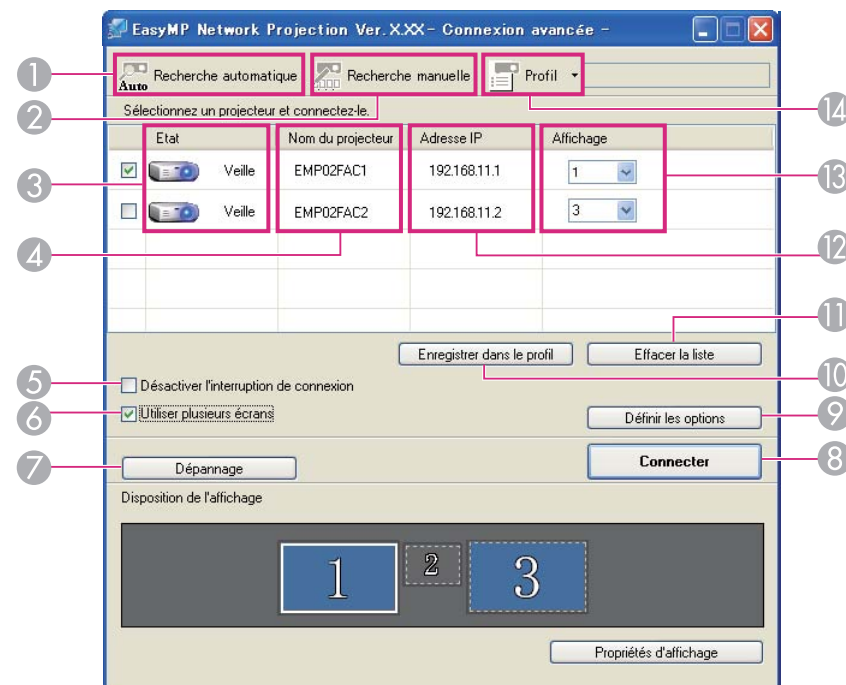 EasyMP Network Projection Ver.X.XX- Connexion avancée -
1 Auto Recherche automatique Recherche manuelle Profil
2 14
Sélectionnez un projecteur et connectez-le.
Etat Nom du projecteur Adresse IP Affichage
3 Veille EMP02FAC1 192.168.11.1 1 13
Veille EMP02FAC2 192.168.11.2 3
4 12
11
Enregistrer dans le profil Effacer la liste
5 Désactiver l'interruption de connexion 10
6 Utiliser plusieurs écrans Définir les options 9
7 Dépannage Connecter 8
Disposition de l'affichage
1 2 3
Propriétés d'affichage